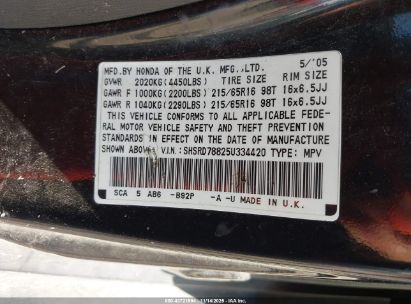 MFD.BY HONDA OF THE U.K. MFG.,LTD. 5/'05
GVWR 2020KG(4450LBS) TIRE SIZE RIM SIZE
GAWR F 1000KG(2200LBS) 215/65R16 98T 16x6.5JJ
GAWR R 1040KG(2290LBS) 215/65R16 98T 16x6.5JJ
THIS VEHICLE CONFORMS TO ALL APPLICABLE FEDE-
RAL MOTOR VEHICLE SAFETY, BUMPER AND THEFT PREVENTION
STANDARDS IN EFFECT ON THE DATE OF MANUFACTURE
SHOWN ABOVE. V.I.N.: SHSRD78825U334420 TYPE: MPV
SCA 5 AB6 -B92P -A -U MADE IN U.K.